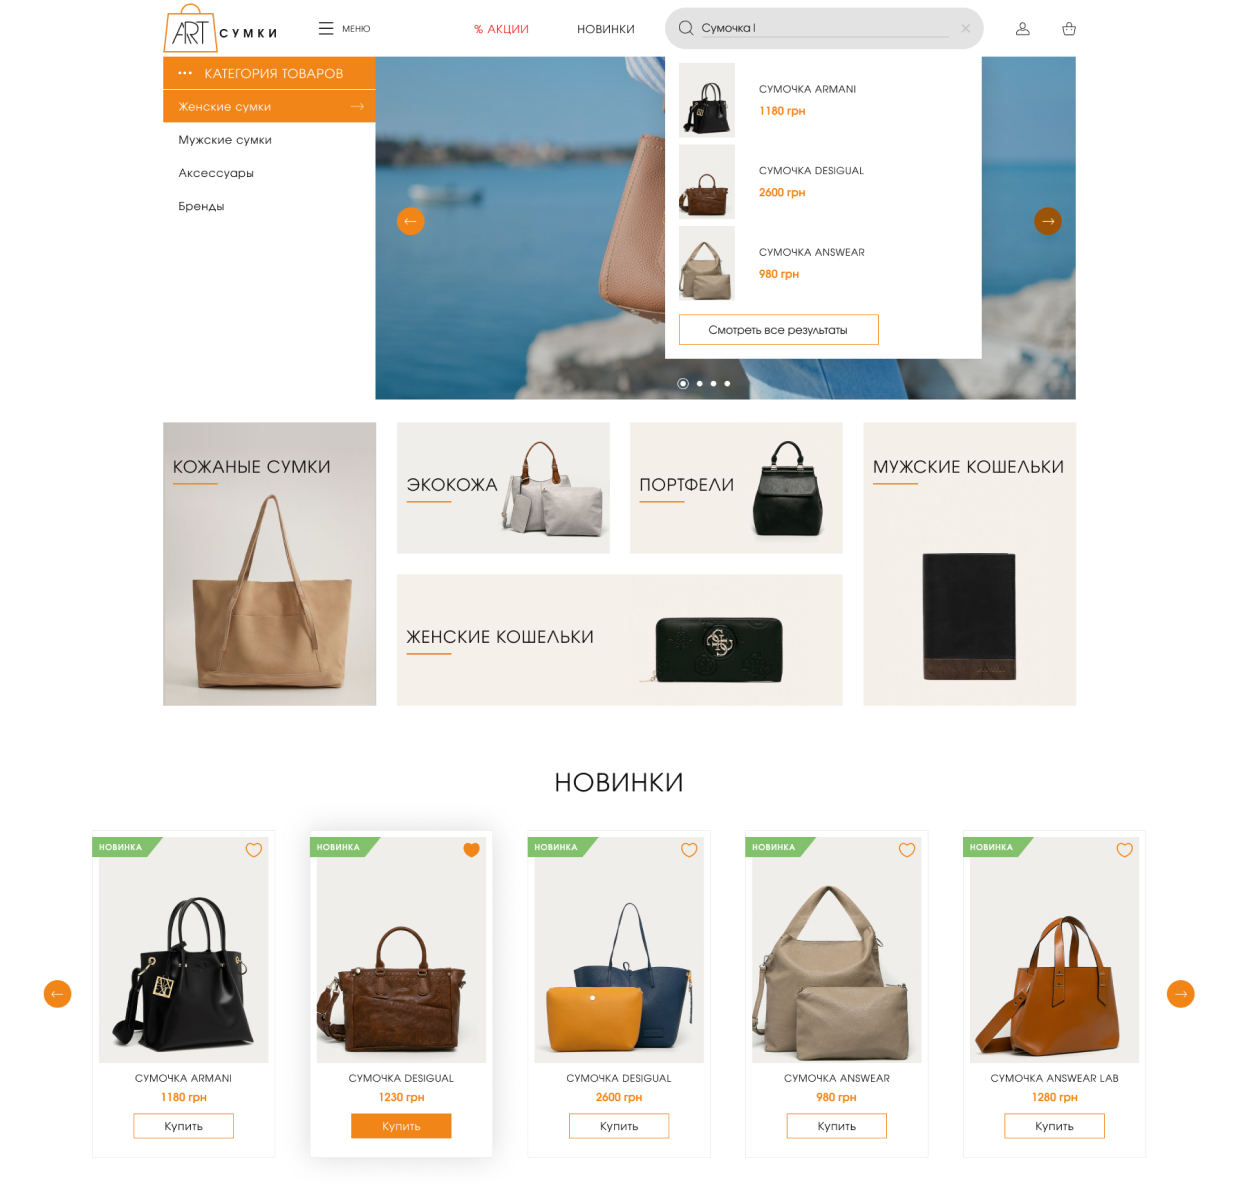 ART СУМКИ
МЕНЮ
% АКЦИИ
НОВИНКИ
Сумочка
КАТЕГОРИЯ ТОВАРОВ
Женские сумки
Мужские сумки
Аксессуары
Бренды
СУМОЧКА ARMANI
1180 грн
СУМОЧКА DESIGUAL
2600 грн
СУМОЧКА ANSWEAR
980 грн
Смотреть все результаты
КОЖАНЫЕ СУМКИ
ЭКОКОЖА
ПОРТФЕЛИ
МУЖСКИЕ КОШЕЛЬКИ
ЖЕНСКИЕ КОШЕЛЬКИ
НОВИНКИ
НОВИНКА
НОВИНКА
НОВИНКА
НОВИНКА
НОВИНКА
СУМОЧКА ARMANI
1180 грн
Купить
СУМОЧКА DESIGUAL
1230 грн
Купить
СУМОЧКА DESIGUAL
2600 грн
Купить
СУМОЧКА ANSWEAR
980 грн
Купить
СУМОЧКА ANSWEAR LAB
1280 грн
Купить